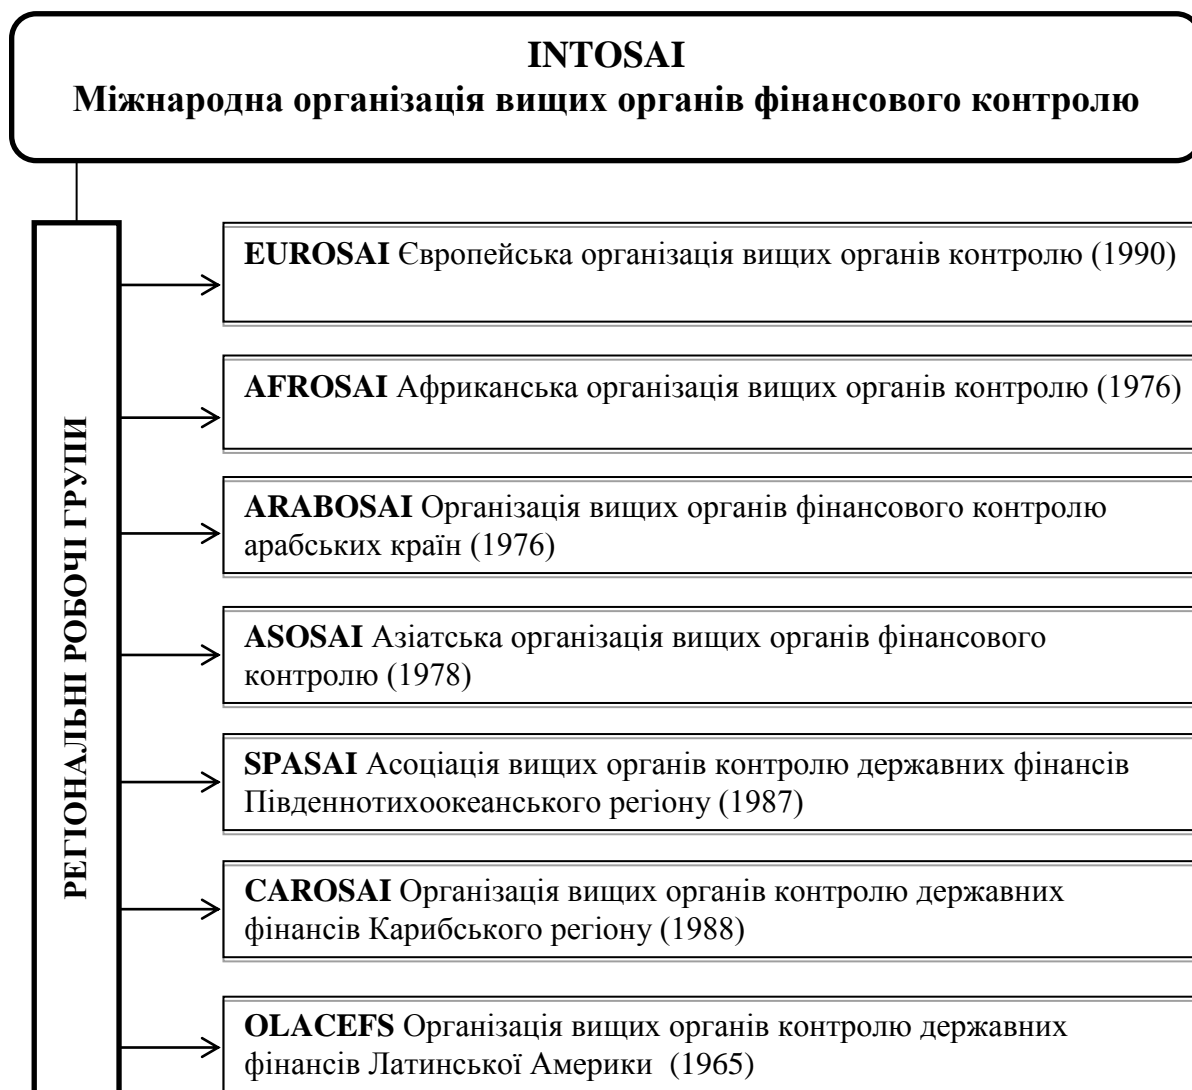 INTOSAI
Міжнародна організація вищих органів фінансового контролю
РЕГІОНАЛЬНІ РОБОЧІ ГРУПИ
EUROSAI Європейська організація вищих органів контролю (1990)
AFROSAI Африканська організація вищих органів контролю (1976)
ARABOSAI Організація вищих органів фінансового контролю
арабських країн (1976)
ASOSAI Азіатська організація вищих органів фінансового
контролю (1978)
SPASAI Асоціація вищих органів контролю державних фінансів
Південнотихоокеанського регіону (1987)
CAROSAI Організація вищих органів контролю державних
фінансів Карибського регіону (1988)
OLACEFS Організація вищих органів контролю державних
фінансів Латинської Америки (1965)